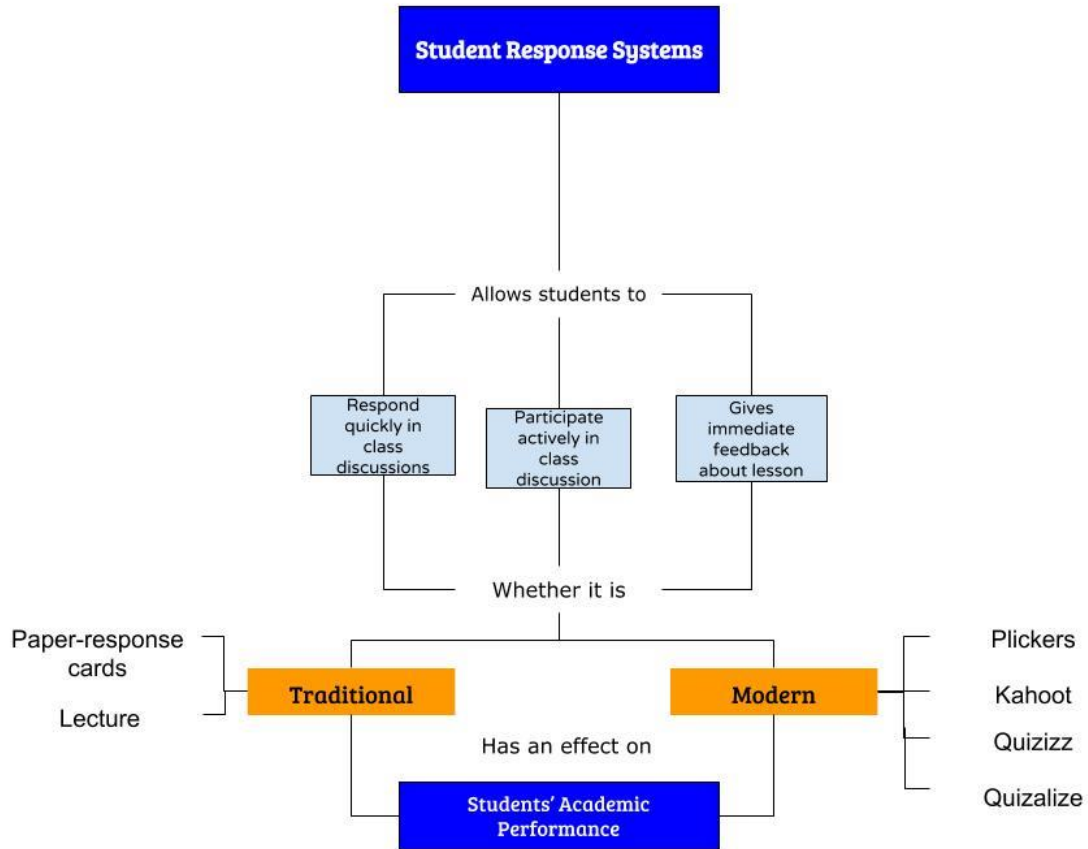 Student Response Systems
Allows students to
Respond
quickly in
class
discussions
Participate
actively in
class
discussion
Gives
immediate
feedback
about lesson
Whether it is
Paper-response
cards
Lecture
Traditional
Modern
Plickers
Kahoot
Quizizz
Quizalize
Has an effect on
Students' Academic
Performance